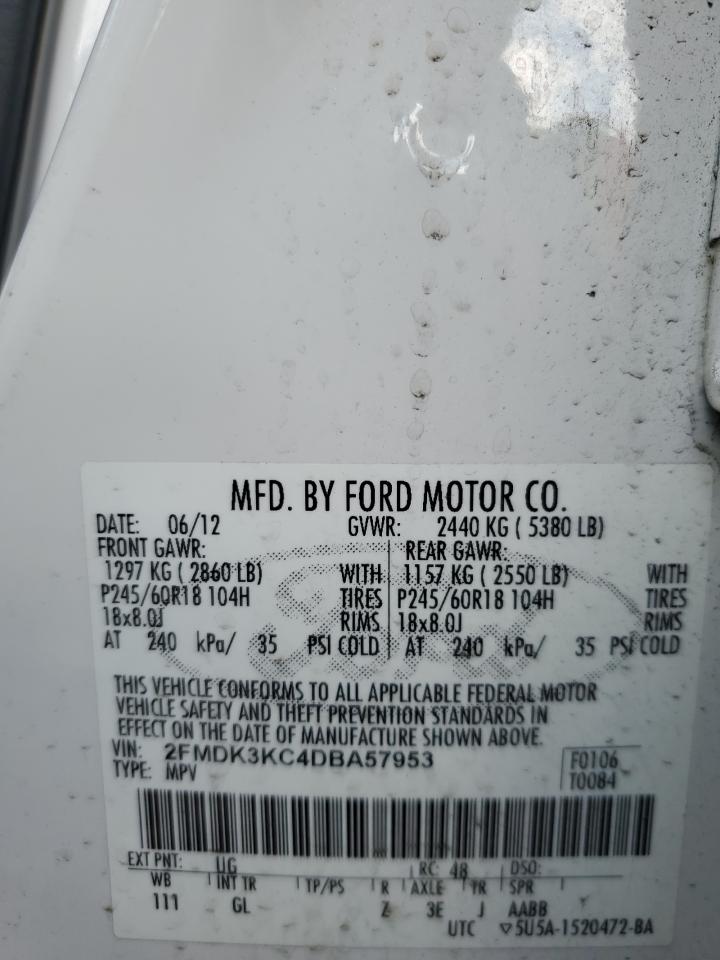 MFD. BY FORD MOTOR CO.
DATE: 06/12 GVWR: 2440 KG ( 5380 LB)
FRONT GAWR: REAR GAWR:
1297 KG ( 2860 LB) WITH 1157 KG ( 2550 LB) WITH
P245/60R18 104H TIRES P245/60R18 104H TIRES
18x8.0J RIMS 18x8.0J RIMS
AT 240 kPa/ 35 PSI COLD AT 240 kPa/ 35 PSI COLD
THIS VEHICLE CONFORMS TO ALL APPLICABLE FEDERAL MOTOR
VEHICLE SAFETY AND THEFT PREVENTION STANDARDS IN
EFFECT ON THE DATE OF MANUFACTURE SHOWN ABOVE.
VIN: 2FMDK3KC4DBA57953 F0106
TYPE: MPV T0084
EXT PNT: UG RC: 48 DSO:
WB INT TR TP/PS R AXLE TR SPR
111 GL Z 3E J AABB
UTC ▽5U5A-1520472-BA